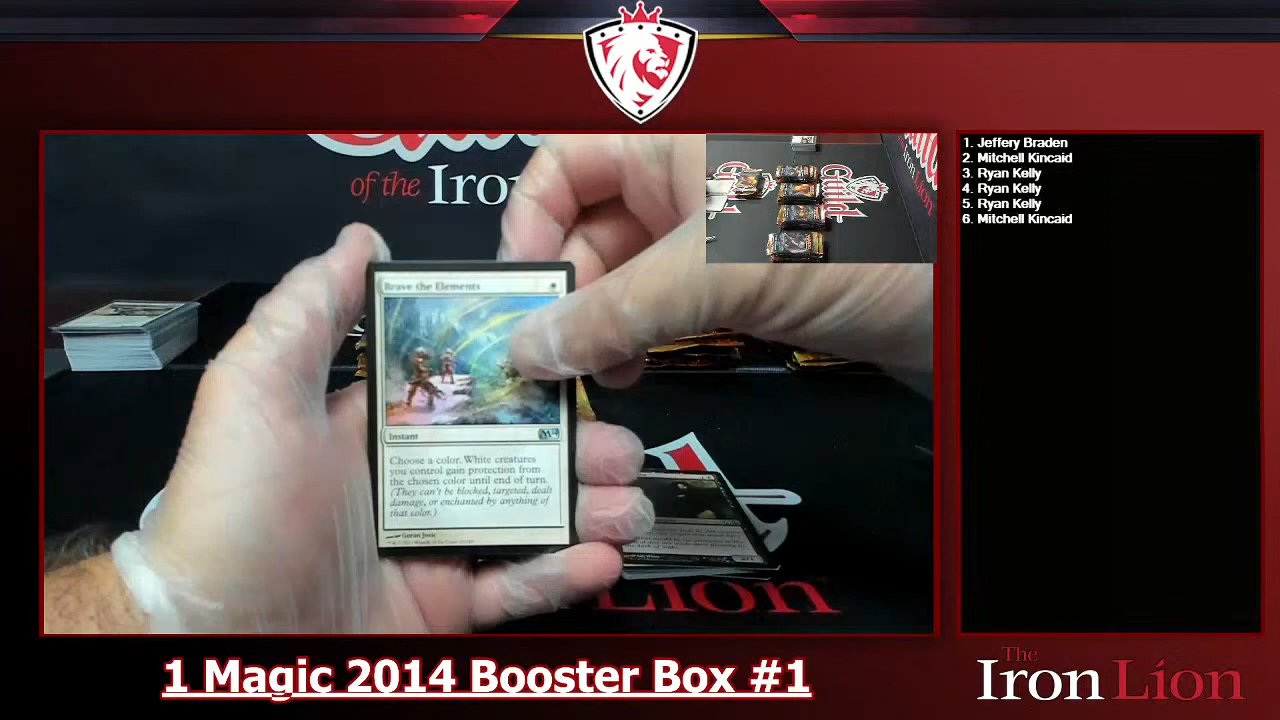 of the Iron
Guild
Brave the Elements
Instant
Choose a color. White creatures
you control gain protection from
the chosen color until end of turn.
(They can't be blocked, targeted, dealt
damage, or enchanted by anything of
that color.)
Goran Josic
Lion
1. Jeffery Braden
2. Mitchell Kincaid
3. Ryan Kelly
4. Ryan Kelly
5. Ryan Kelly
6. Mitchell Kincaid
1 Magic 2014 Booster Box #1
The
Iron Lion